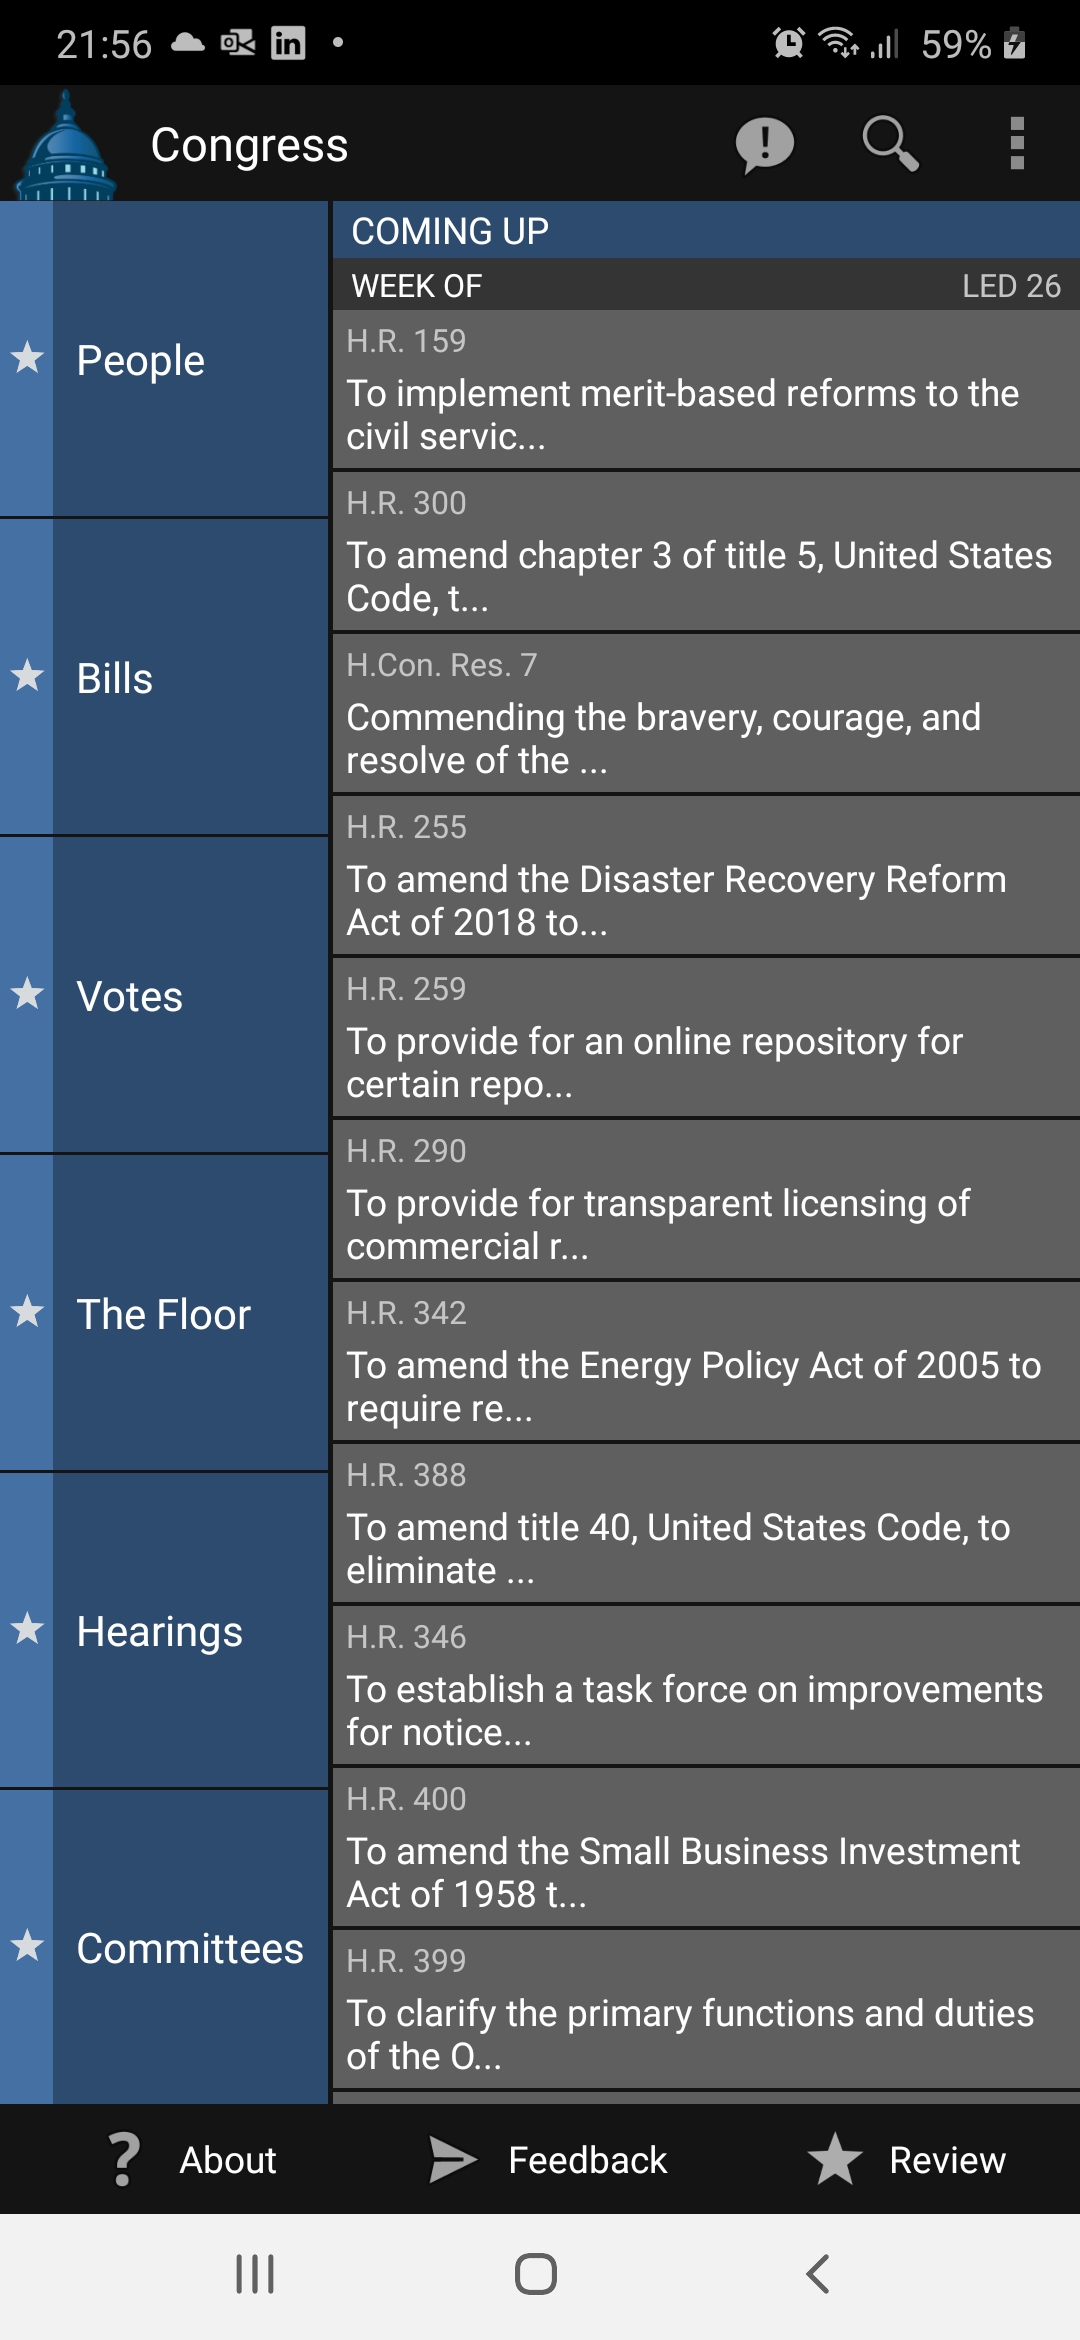 21:56
59%
Congress
People
Bills
Votes
The Floor
Hearings
Committees
COMING UP
WEEK OF LED 26
H.R. 159
To implement merit-based reforms to the
civil servic...
H.R. 300
To amend chapter 3 of title 5, United States
Code, t...
H.Con. Res. 7
Commending the bravery, courage, and
resolve of the ...
H.R. 255
To amend the Disaster Recovery Reform
Act of 2018 to...
H.R. 259
To provide for an online repository for
certain repo...
H.R. 290
To provide for transparent licensing of
commercial r...
H.R. 342
To amend the Energy Policy Act of 2005 to
require re...
H.R. 388
To amend title 40, United States Code, to
eliminate ...
H.R. 346
To establish a task force on improvements
for notice...
H.R. 400
To amend the Small Business Investment
Act of 1958 t...
H.R. 399
To clarify the primary functions and duties
of the O...
About
Feedback
Review